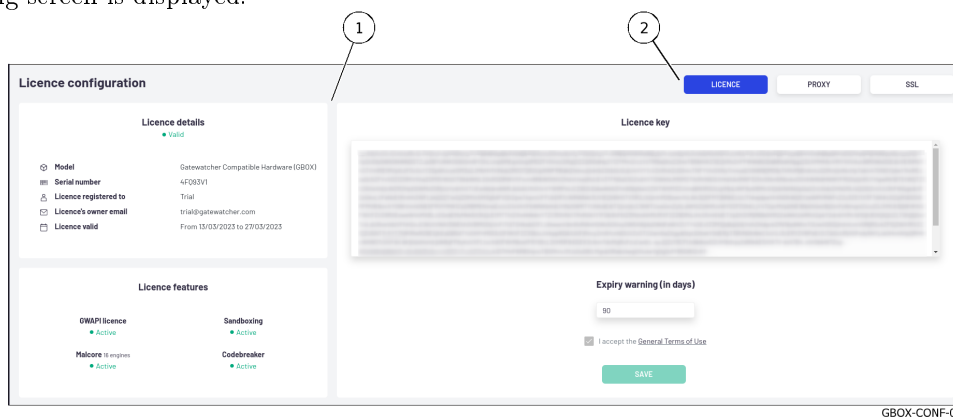 ng screen is displayed.
1
2
Licence configuration
LICENCE
PROXY
SSL
Licence details
Valid
Model Gatewatcher Compatible Hardware (GBOX)
Serial number 4F093V1
Licence registered to Trial
Licence's owner email trial@gatewatcher.com
Licence valid From 13/03/2023 to 27/03/2023
Licence features
GWAPI licence Sandboxing
Active Active
Malcore 16 engines Codebreaker
Active Active
Licence key
Expiry warning (in days)
90
I accept the General Terms of Use
SAVE
GBOX-CONF-0